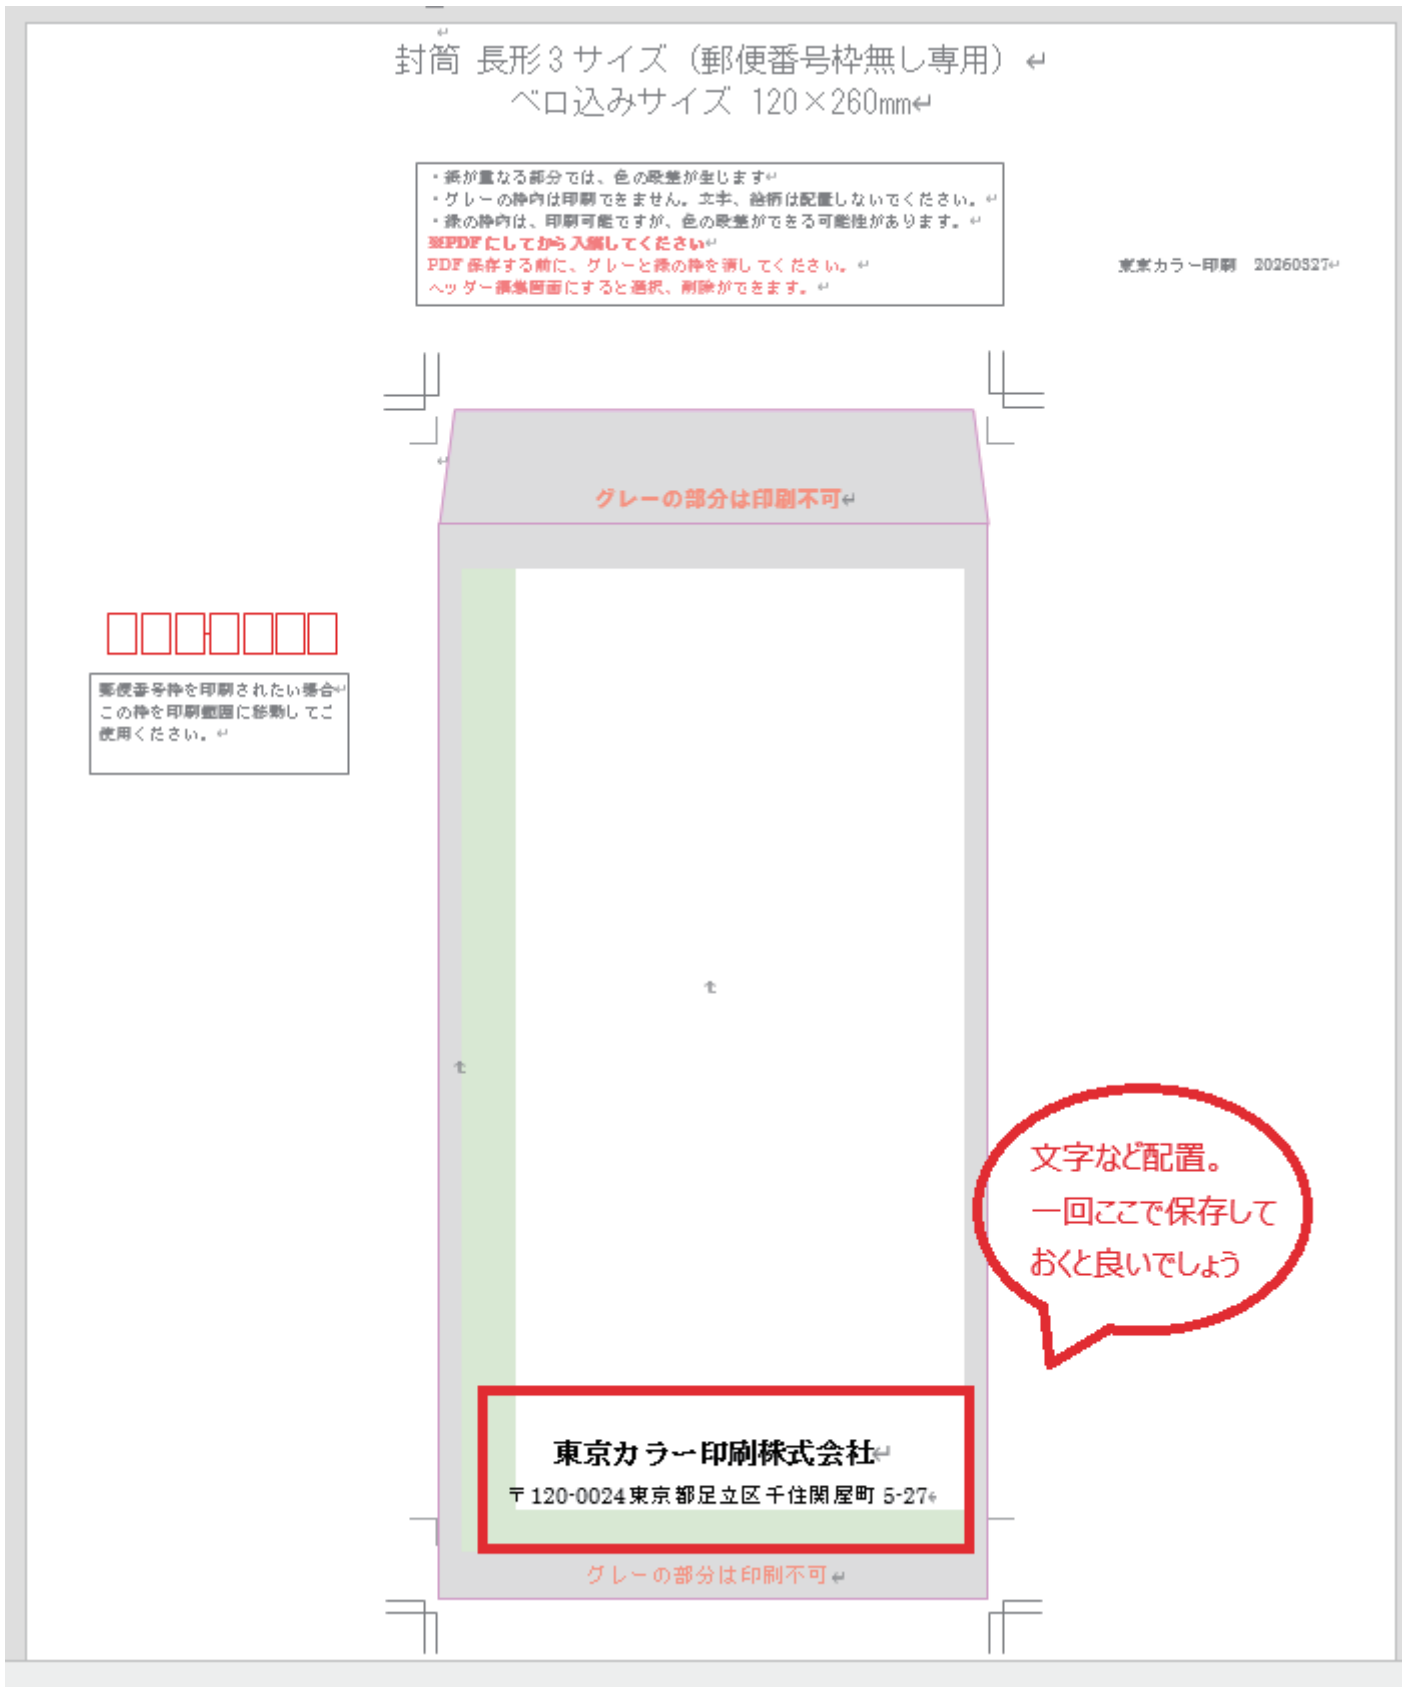 封筒 長形3サイズ（郵便番号枠無し専用）
ベロ込みサイズ 120×260mm
・紙が重なる部分では、色の段差が生じます
・グレーの枠内は印刷できません。文字、絵柄は配置しないでください。
・緑の枠内は、印刷可能ですが、色の段差ができる可能性があります。
※PDFにしてから入稿してください
PDF保存する前に、グレーと緑の枠を消してください。
ヘッダー編集画面にすると選択、削除ができます。
東京カラー印刷 20260327
グレーの部分は印刷不可
郵便番号枠を印刷されたい場合
この枠を印刷範囲に移動してご
使用ください。
文字など配置。
一回ここで保存して
おくと良いでしょう
東京カラー印刷株式会社
〒120-0024東京都足立区千住関屋町 5-27
グレーの部分は印刷不可